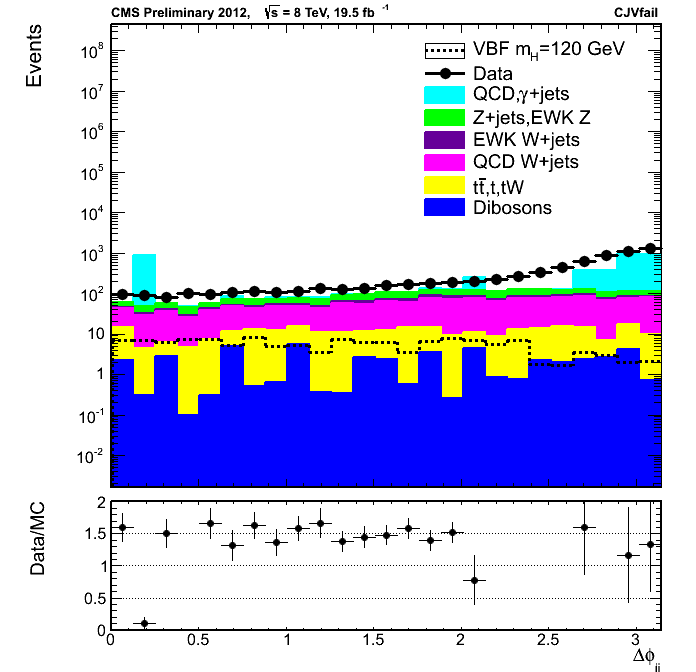 CMS Preliminary 2012, √s = 8 TeV, 19.5 fb⁻¹ CJVfail
Events
VBF m_H=120 GeV
Data
QCD,γ+jets
Z+jets,EWK Z
EWK W+jets
QCD W+jets
tt̄,t,tW
Dibosons
10⁸
10⁷
10⁶
10⁵
10⁴
10³
10²
10
1
10⁻¹
10⁻²
Data/MC
2
1.5
1
0.5
0
0 0.5 1 1.5 2 2.5 3
Δϕ_jj